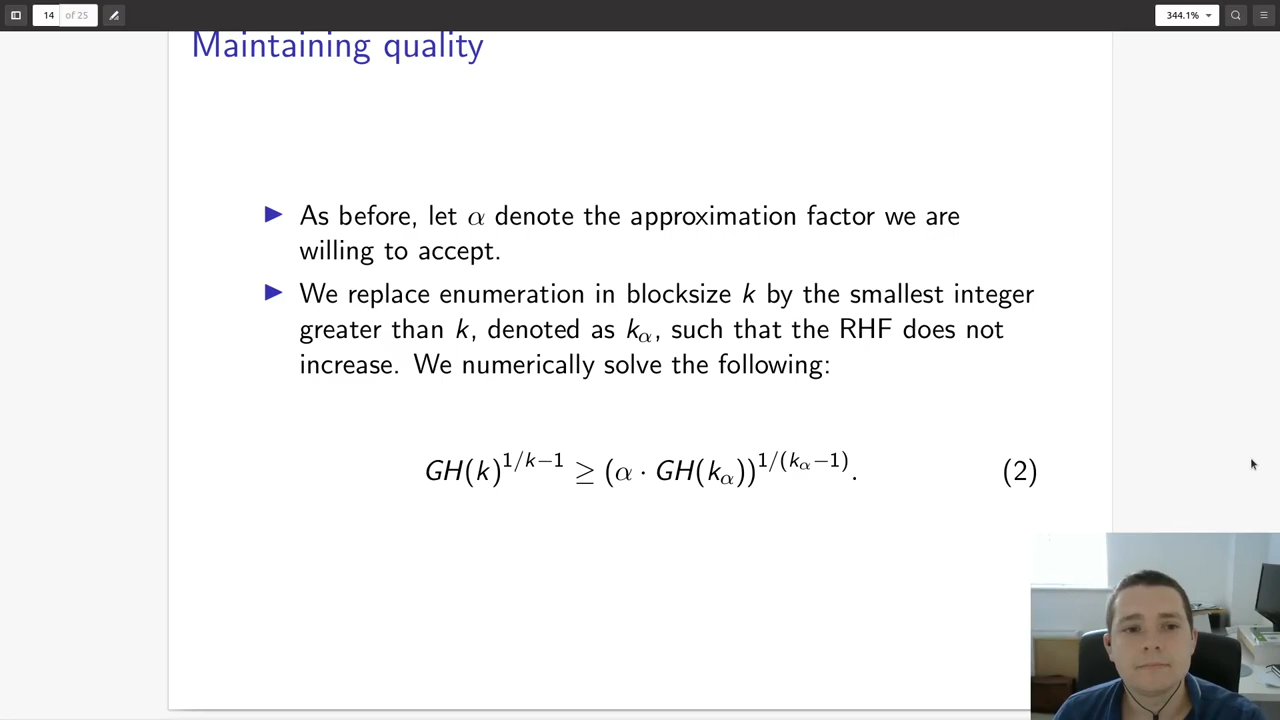 14 of 25
344.1%
Maintaining quality
As before, let α denote the approximation factor we are
willing to accept.
We replace enumeration in blocksize k by the smallest integer
greater than k, denoted as kα, such that the RHF does not
increase. We numerically solve the following:
GH(k)^{1/k−1} ≥ (α · GH(kα))^{1/(kα−1)}. (2)